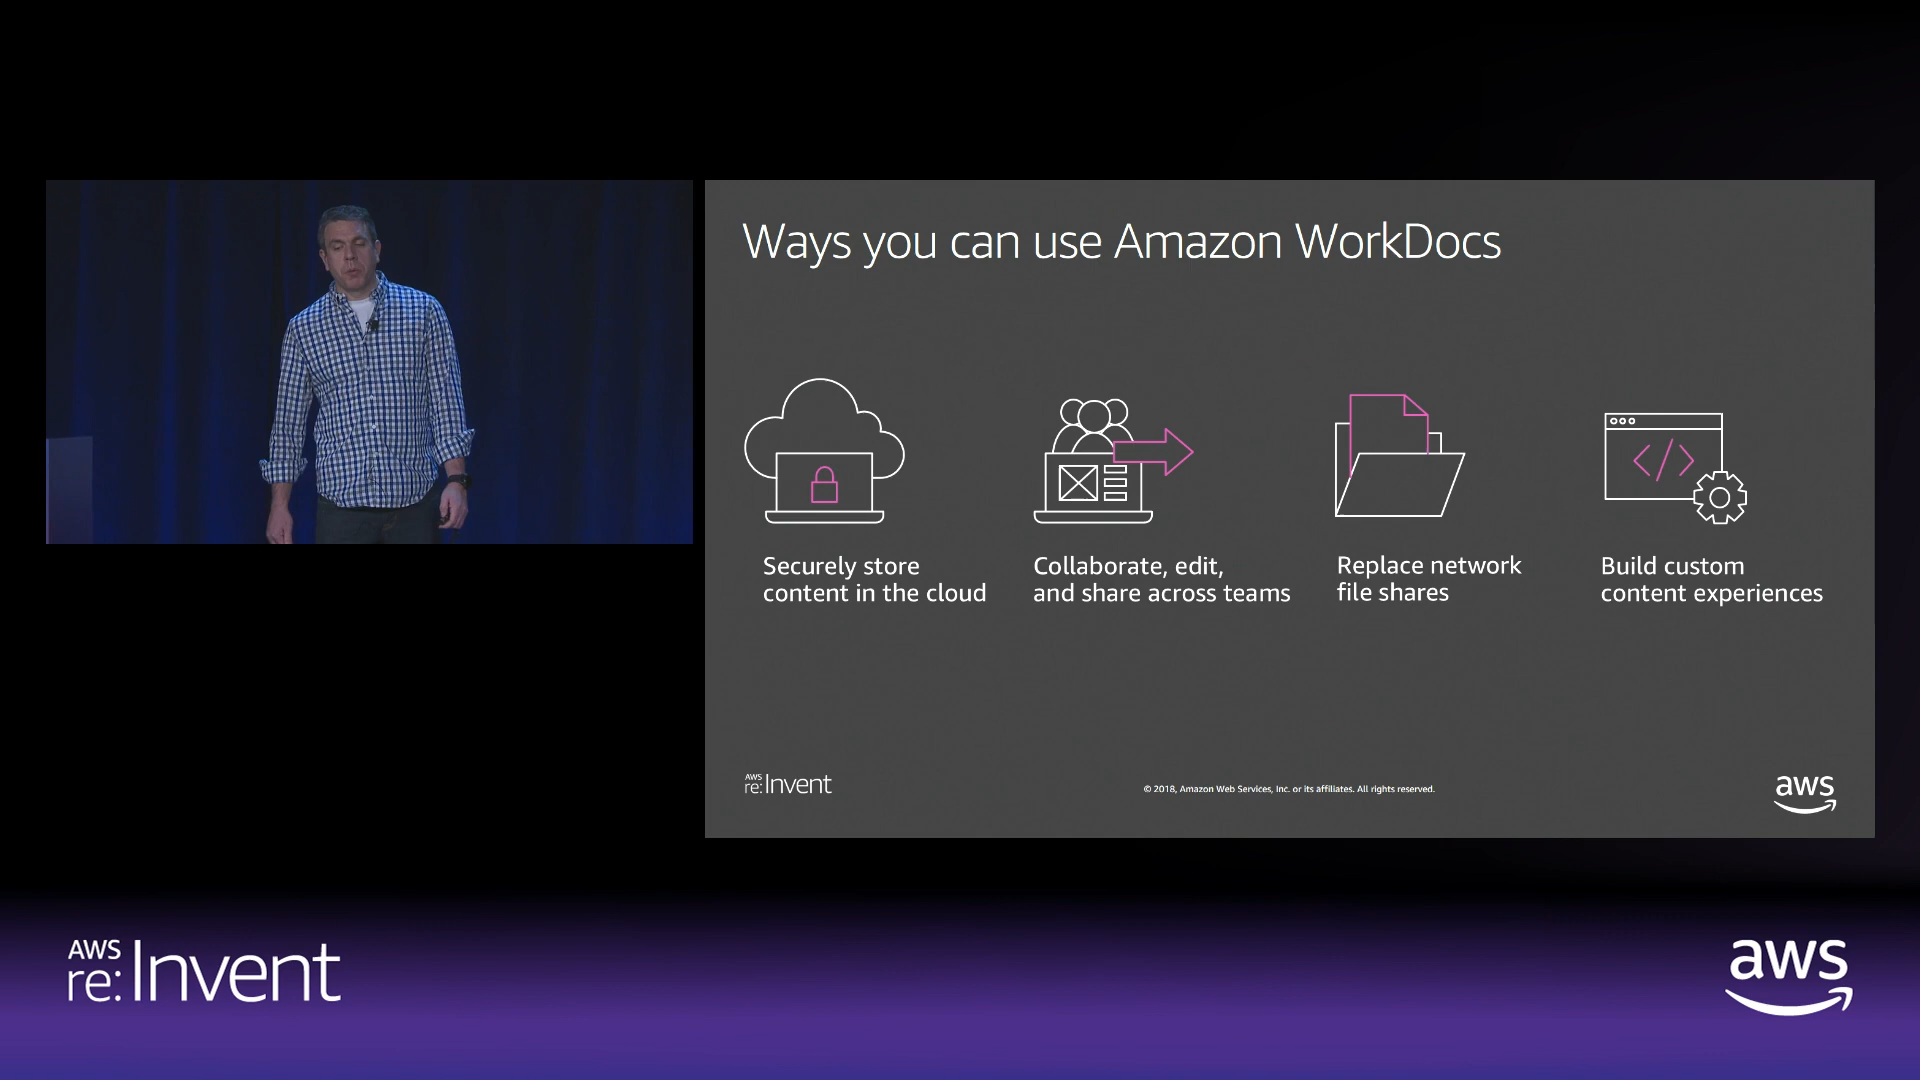 Ways you can use Amazon WorkDocs
</>
Securely store
content in the cloud
Collaborate, edit,
and share across teams
Replace network
file shares
Build custom
content experiences
AWS
re:Invent
© 2018, Amazon Web Services, Inc. or its affiliates. All rights reserved.
aws
AWS
re:Invent
aws